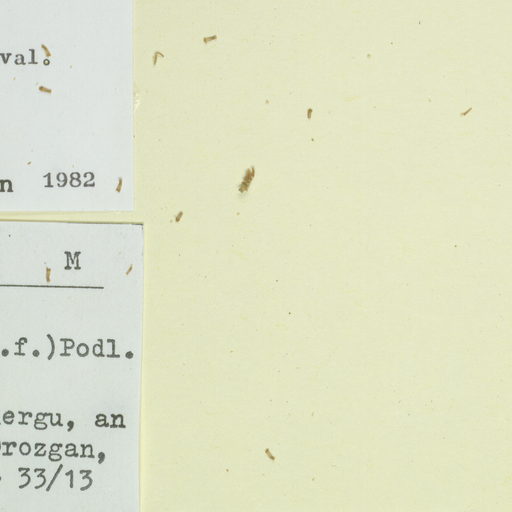 val.
n 1982
M
.f.)Podl.
ergu, an
rozgan,
33/13